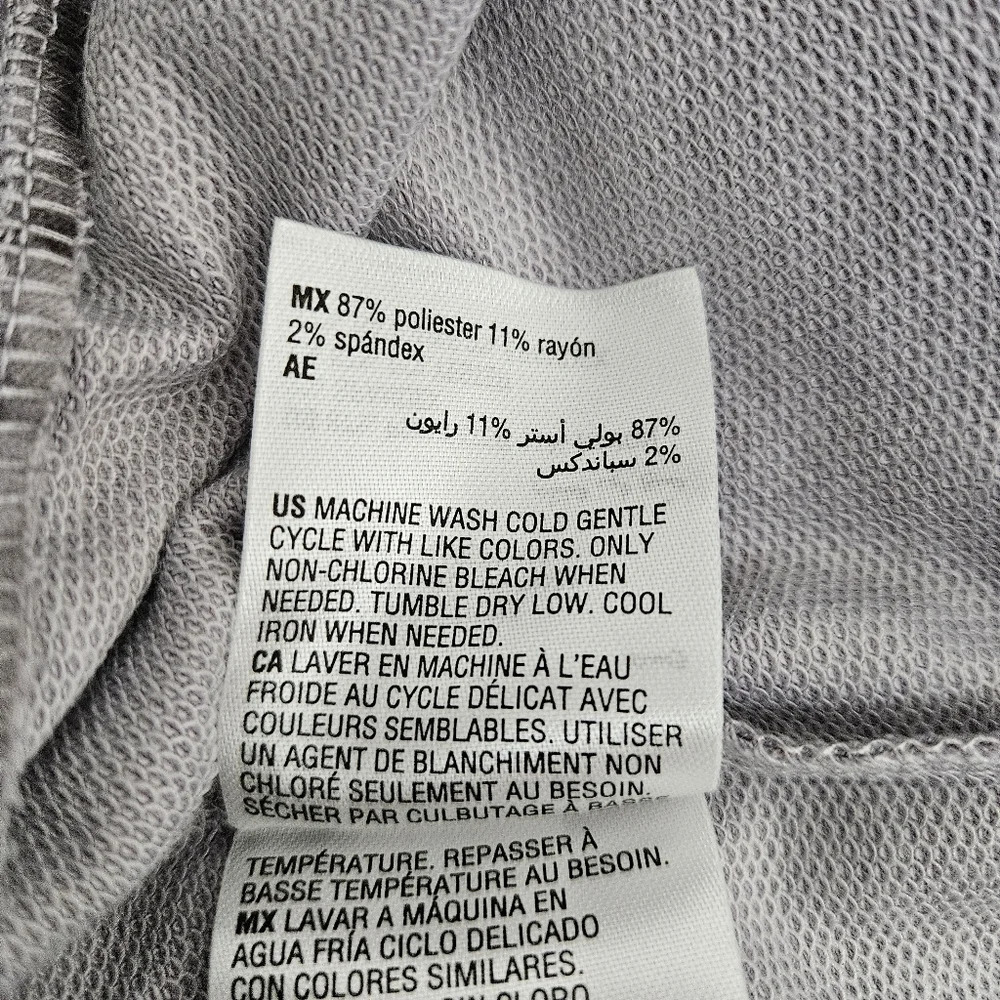 MX 87% poliester 11% rayón
2% spándex
AE
87% بولي أستر 11% رايون
2% سباندكس
US MACHINE WASH COLD GENTLE
CYCLE WITH LIKE COLORS. ONLY
NON-CHLORINE BLEACH WHEN
NEEDED. TUMBLE DRY LOW. COOL
IRON WHEN NEEDED.
CA LAVER EN MACHINE À L'EAU
FROIDE AU CYCLE DÉLICAT AVEC
COULEURS SEMBLABLES. UTILISER
UN AGENT DE BLANCHIMENT NON
CHLORÉ SEULEMENT AU BESOIN.
SÉCHER PAR CULBUTAGE À BASSE
TEMPÉRATURE. REPASSER À
BASSE TEMPÉRATURE AU BESOIN.
MX LAVAR A MÁQUINA EN
AGUA FRÍA CICLO DELICADO
CON COLORES SIMILARES.
CLORO